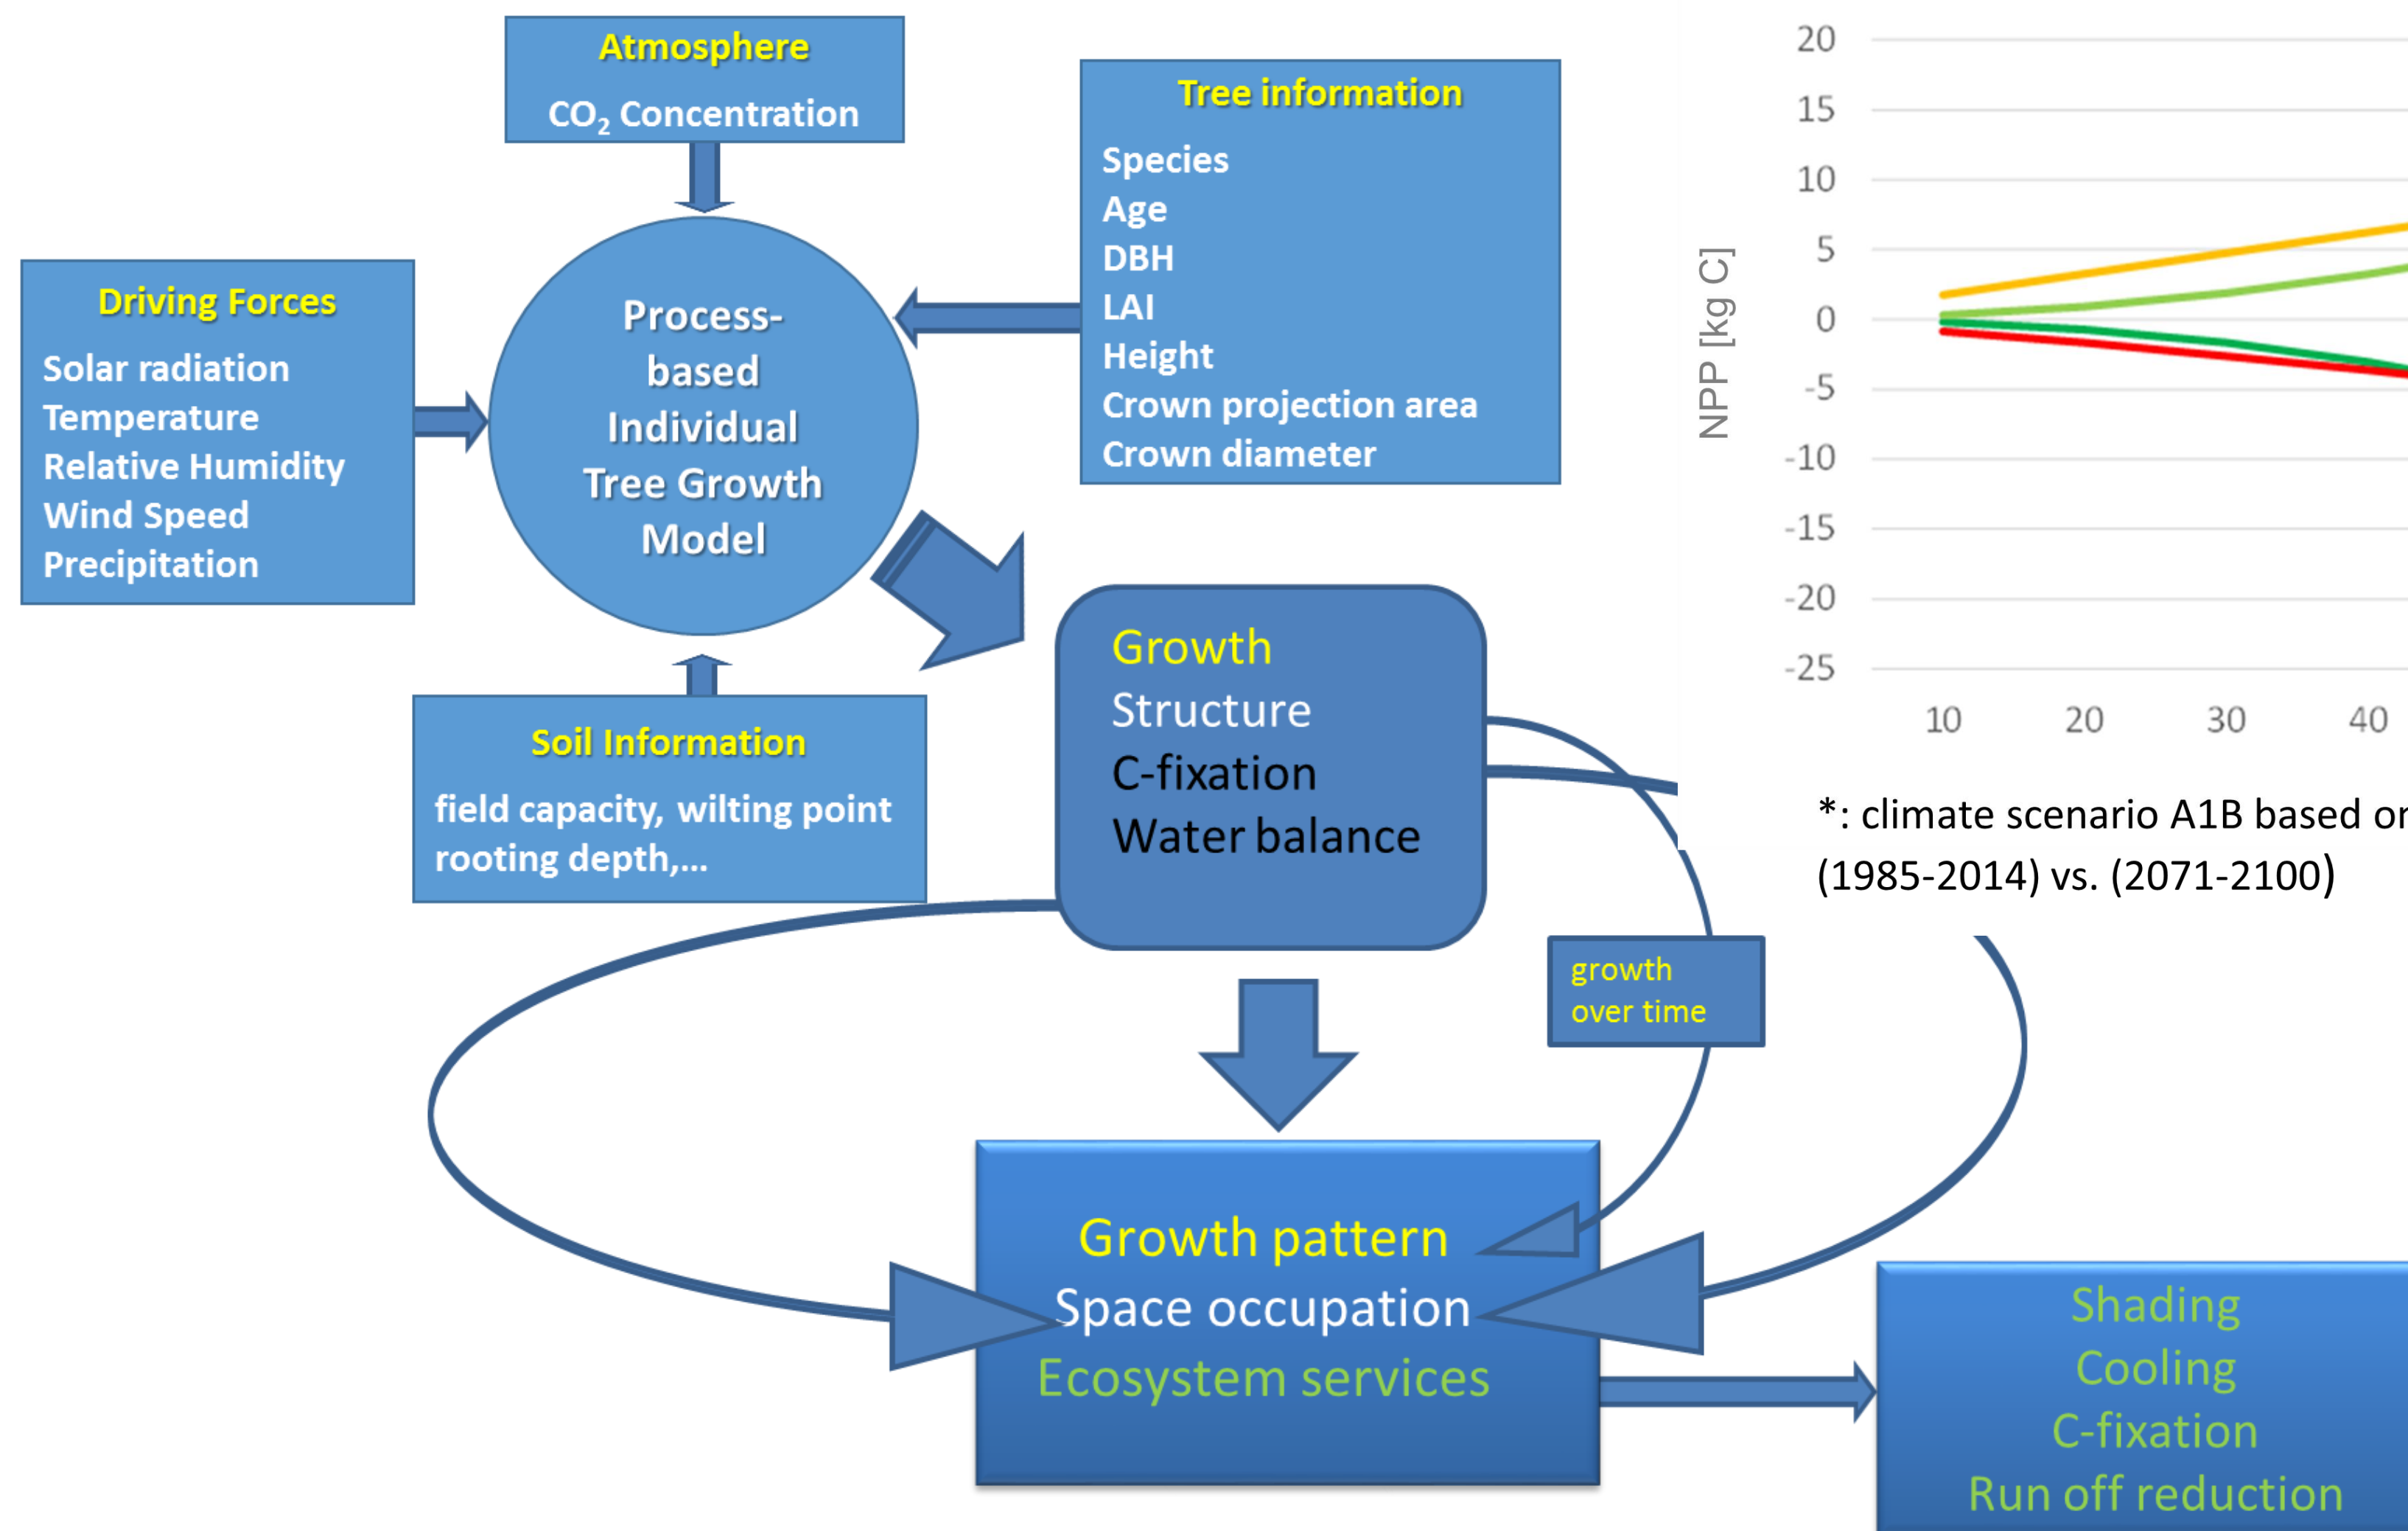 Atmosphere
CO₂ Concentration
Tree information
Species
Age
DBH
LAI
Height
Crown projection area
Crown diameter
Driving Forces
Solar radiation
Temperature
Relative Humidity
Wind Speed
Precipitation
Process-
based
Individual
Tree Growth
Model
Soil Information
field capacity, wilting point
rooting depth,...
Growth
Structure
C-fixation
Water balance
growth
over time
Growth pattern
Space occupation
Ecosystem services
Shading
Cooling
C-fixation
Run off reduction
NPP [kg C]
20
15
10
5
0
-5
-10
-15
-20
-25
10 20 30 40
*: climate scenario A1B based
(1985-2014) vs. (2071-2100)